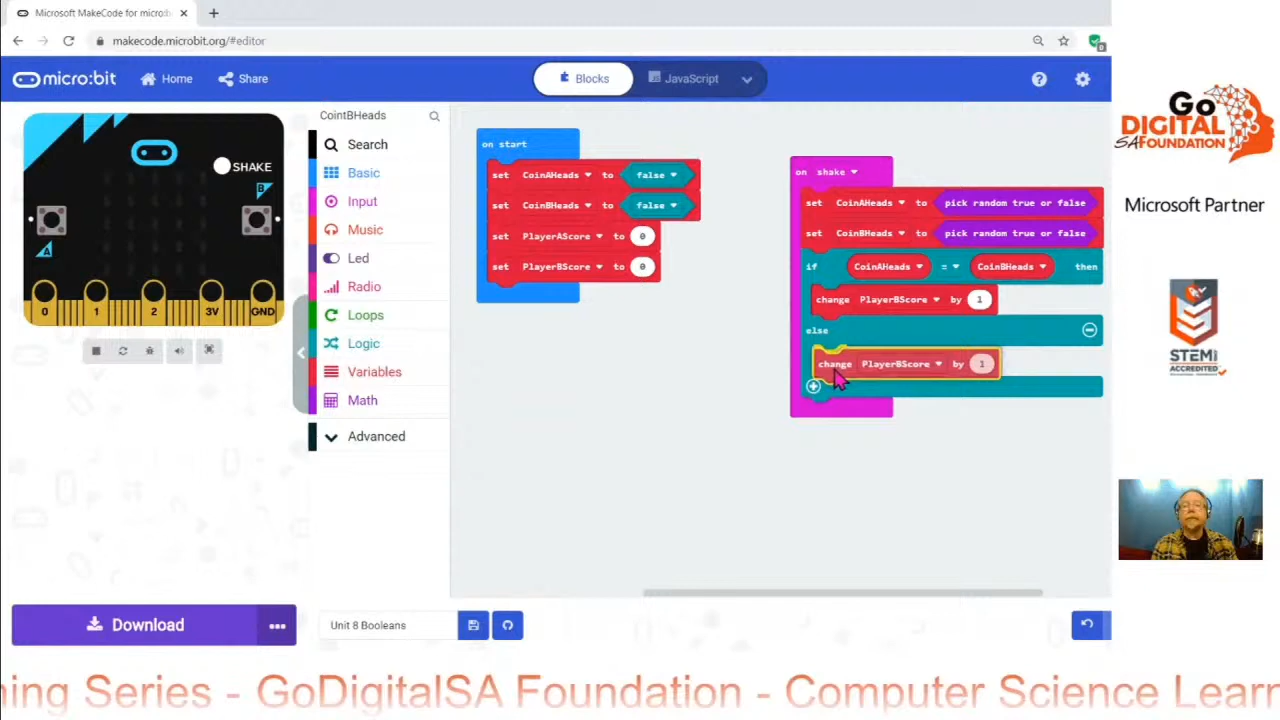 Microsoft MakeCode for micro:b
makecode.microbit.org/#editor
micro:bit
Home
Share
Blocks
JavaScript
SHAKE
B
A
0
1
2
3V
GND
CointBHeads
Search
Basic
Input
Music
Led
Radio
Loops
Logic
Variables
Math
Advanced
on start
set CoinAHeads to false
set CoinBHeads to false
set PlayerAScore to 0
set PlayerBScore to 0
on shake
set CoinAHeads to pick random true or false
set CoinBHeads to pick random true or false
if CoinAHeads = CoinBHeads then
change PlayerBScore by 1
else
change PlayerBScore by 1
Download
Unit 8 Booleans
Go
DIGITAL
SAFOUNDATION
Microsoft Partner
STEM
ACCREDITED
ning Series - GoDigitalSA Foundation - Computer Science Learn